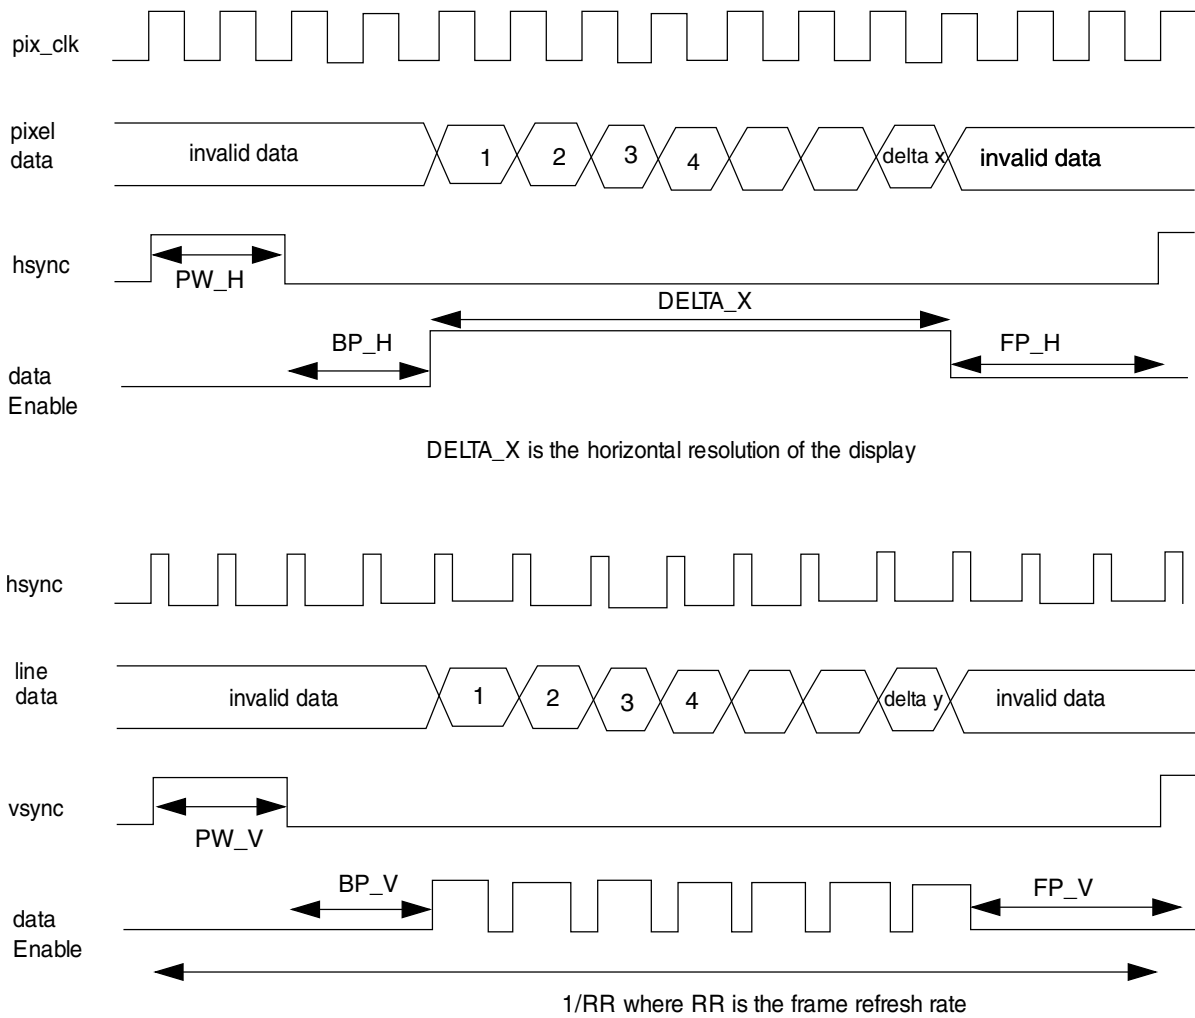 pix_clk
pixel
data
invalid data
1
2
3
4
delta x
invalid data
hsync
PW_H
DELTA_X
BP_H
FP_H
data
Enable
DELTA_X is the horizontal resolution of the display
hsync
line
data
invalid data
1
2
3
4
delta y
invalid data
vsync
PW_V
BP_V
FP_V
data
Enable
1/RR where RR is the frame refresh rate